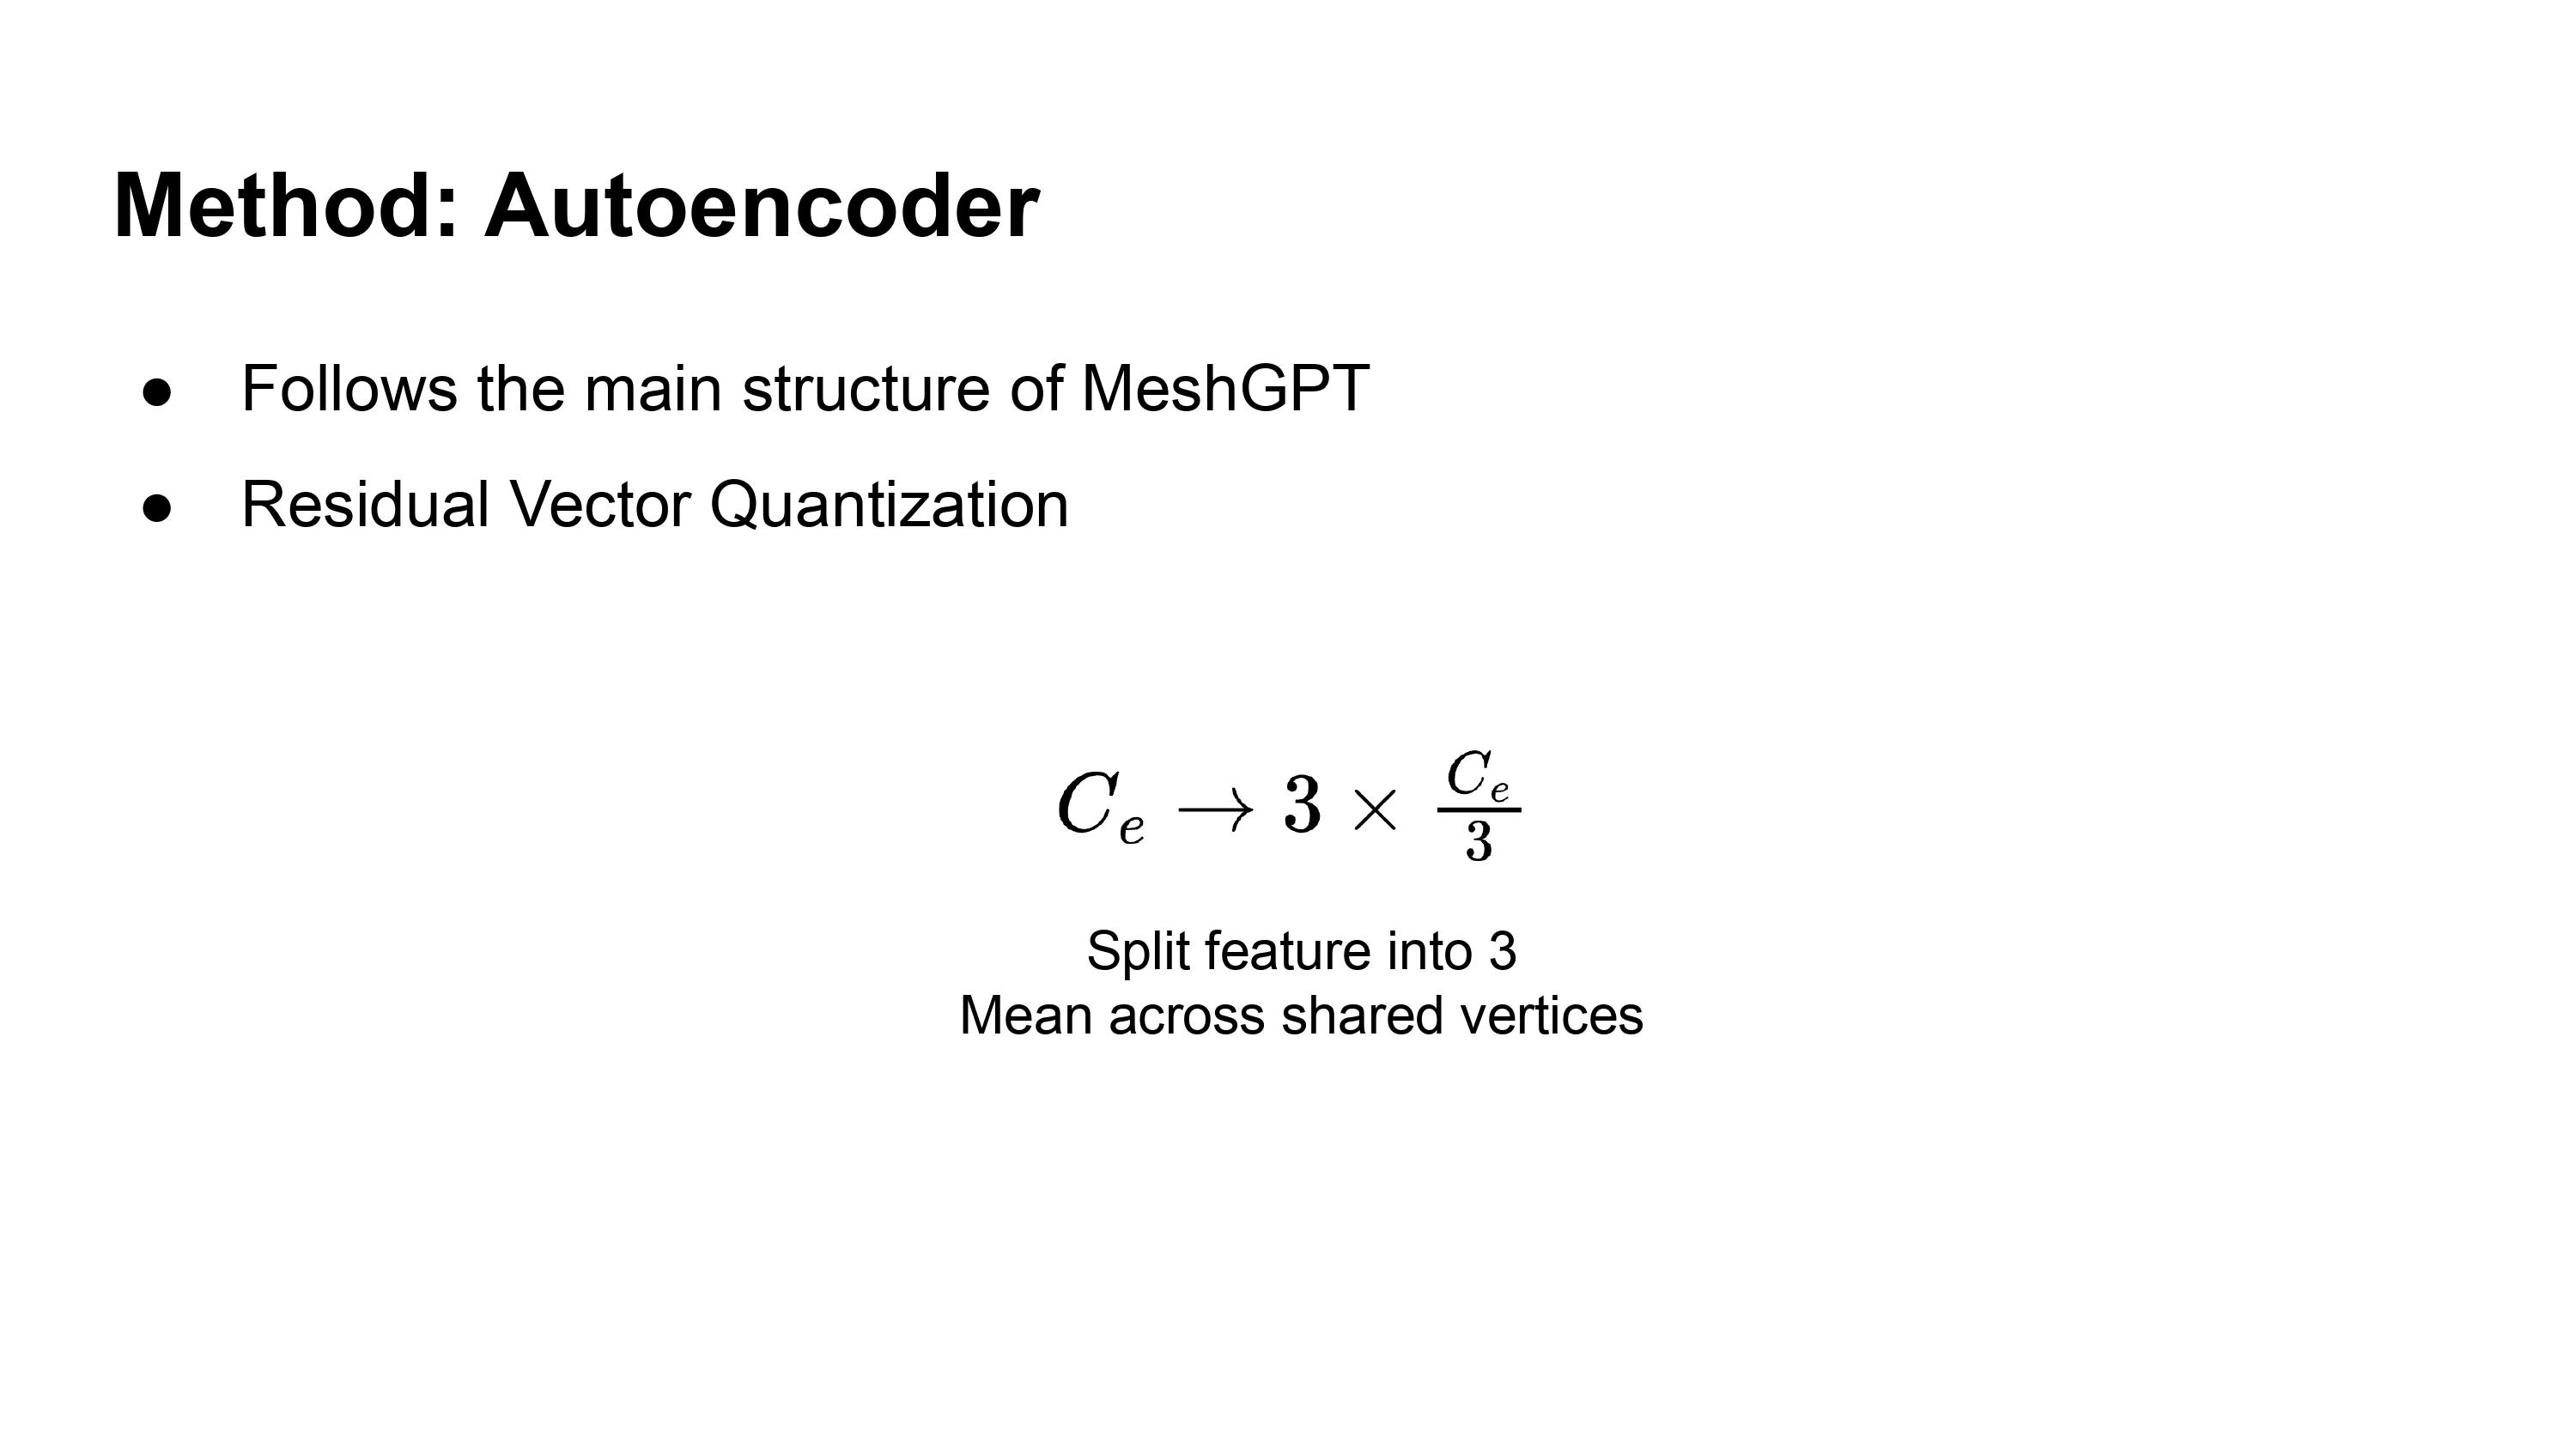 Method: Autoencoder
● Follows the main structure of MeshGPT
● Residual Vector Quantization
$C_e \rightarrow \mathbf{3} \times \frac{C_e}{3}$
Split feature into 3
Mean across shared vertices